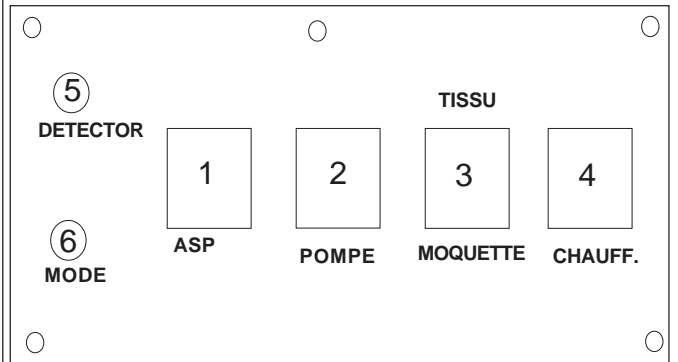 5
DETECTOR
TISSU
1
2
3
4
6
MODE
ASP
POMPE
MOQUETTE
CHAUFF.